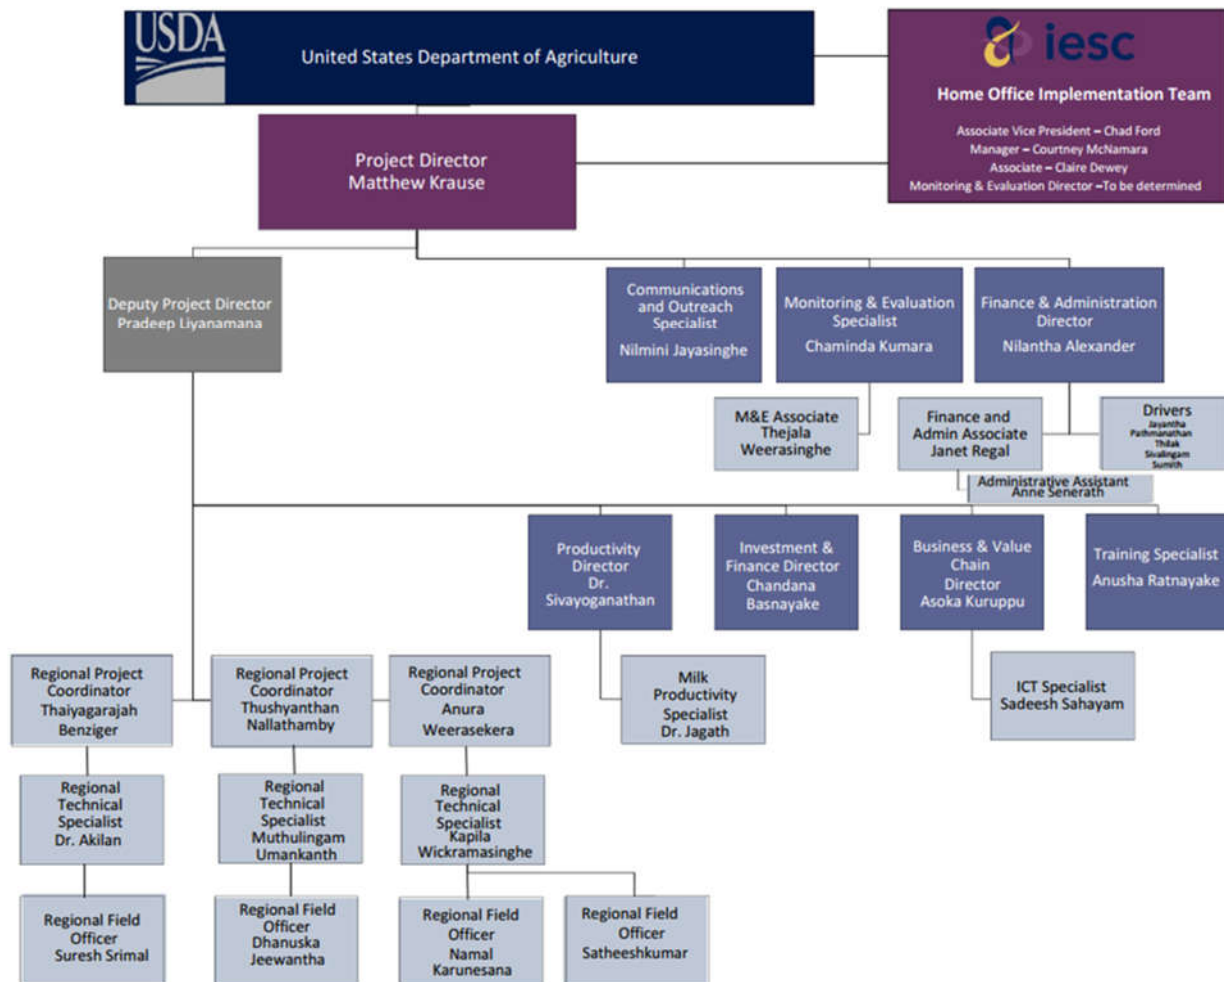 USDA
United States Department of Agriculture
iesc
Home Office Implementation Team
Associate Vice President – Chad Ford
Manager – Courtney McNamara
Associate – Claire Dewey
Monitoring & Evaluation Director –To be determined
Project Director
Matthew Krause
Deputy Project Director
Pradeep Liyanamana
Communications
and Outreach
Specialist
Nilmini Jayasinghe
Monitoring & Evaluation
Specialist
Chaminda Kumara
Finance & Administration
Director
Nilantha Alexander
M&E Associate
Thejala
Weerasinghe
Finance and
Admin Associate
Janet Regal
Drivers
Jayantha
Pathmanathan
Thilak
Sivalingam
Sumith
Administrative Assistant
Anne Senerath
Productivity
Director
Dr.
Sivayoganathan
Investment &
Finance Director
Chandana
Basnayake
Business & Value
Chain
Director
Asoka Kuruppu
Training Specialist
Anusha Ratnayake
Regional Project
Coordinator
Thaiyagarajah
Benziger
Regional Project
Coordinator
Thushyanthan
Nallathamby
Regional Project
Coordinator
Anura
Weerasekera
Milk
Productivity
Specialist
Dr. Jagath
ICT Specialist
Sadeesh Sahayam
Regional
Technical
Specialist
Dr. Akilan
Regional
Technical
Specialist
Muthulingam
Umankanth
Regional
Technical
Specialist
Kapila
Wickramasinghe
Regional Field
Officer
Suresh Srimal
Regional Field
Officer
Dhanuska
Jeewantha
Regional Field
Officer
Namal
Karunesana
Regional Field
Officer
Satheeshkumar